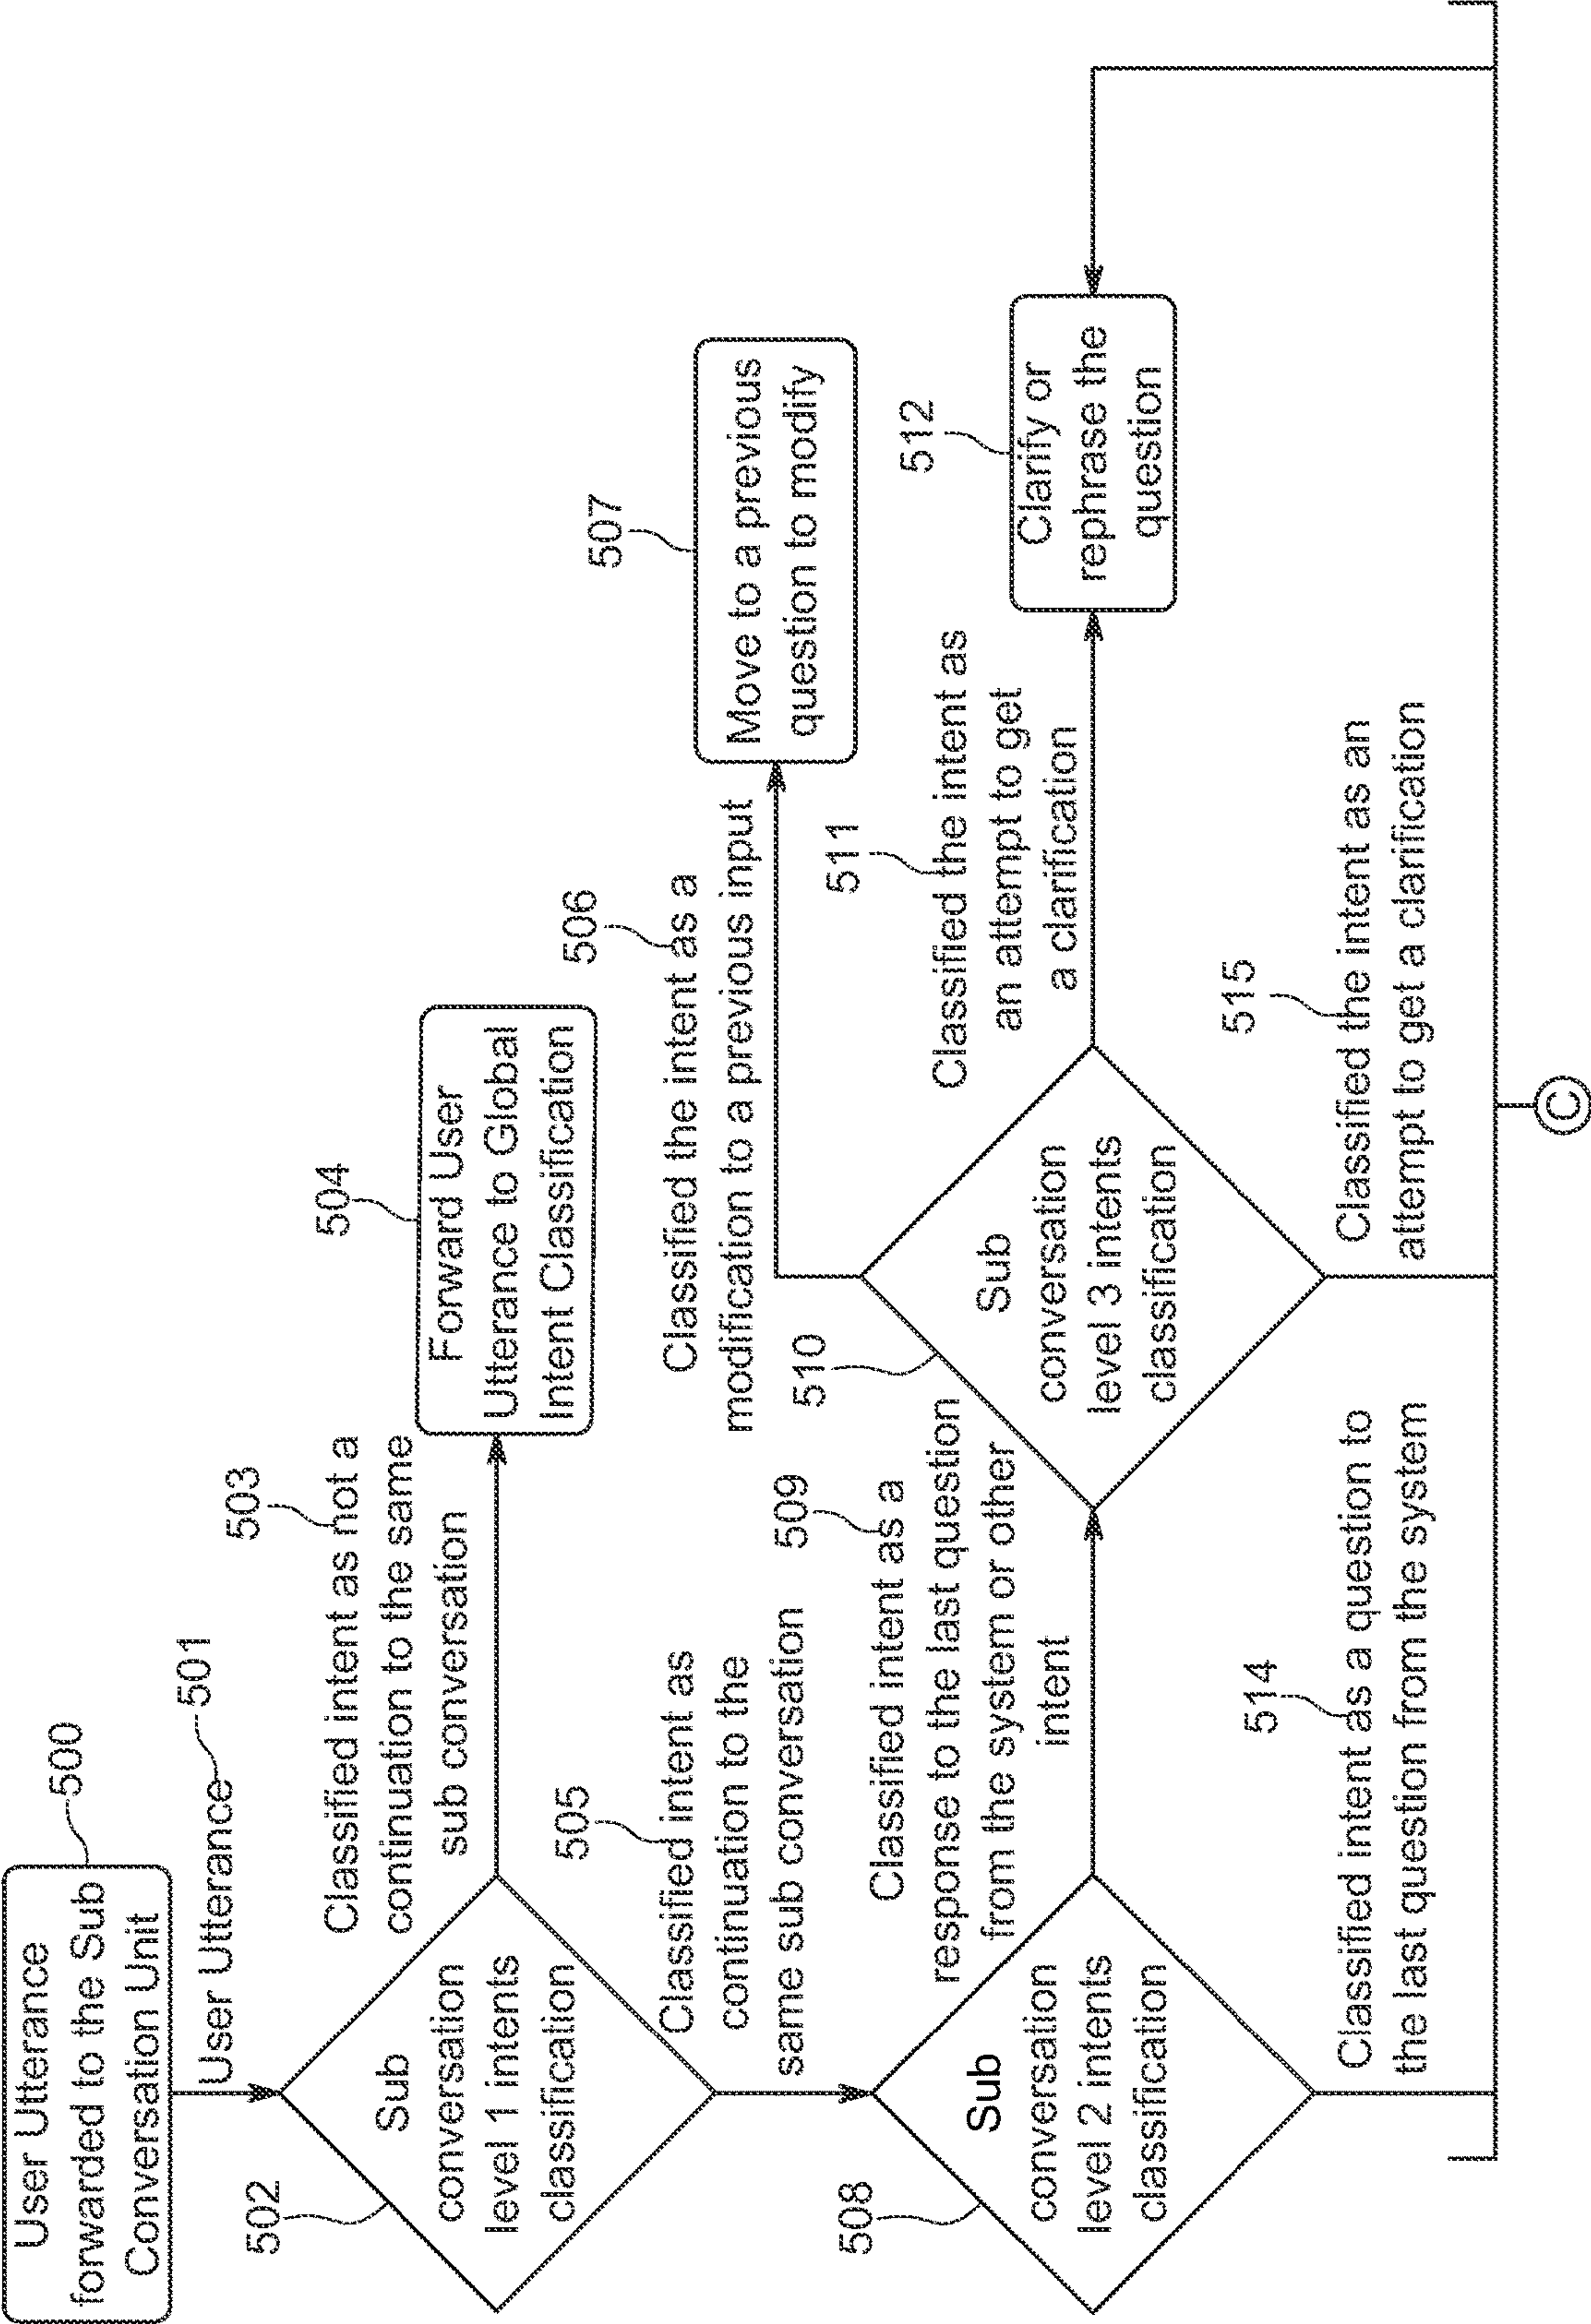 User Utterance
forwarded to the Sub
Conversation Unit
500
User Utterance
501
502
Sub
conversation
level 1 intents
classification
503
Classified intent as not a
continuation to the same
sub conversation
504
Forward User
Utterance to Global
Intent Classification
505
Classified intent as
continuation to the
same sub conversation
506
Classified the intent as a
modification to a previous input
507
Move to a previous
question to modify
508
Sub
conversation
level 2 intents
classification
509
Classified intent as a
response to the last question
from the system or other
intent
510
Sub
conversation
level 3 intents
classification
511
Classified the intent as
an attempt to get
a clarification
512
Clarify or
rephrase the
question
514
Classified intent as a question to
the last question from the system
515
Classified the intent as an
attempt to get a clarification
C